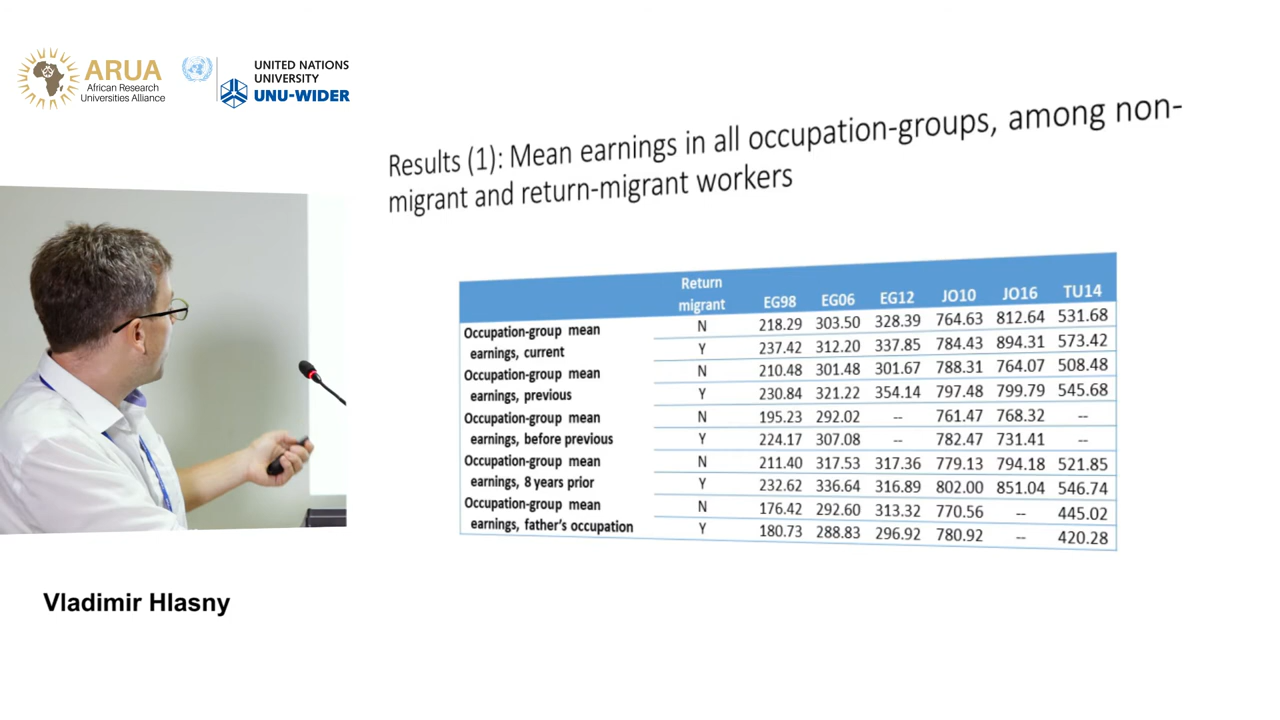 ARUA
African Research
Universities Alliance
UNITED NATIONS
UNIVERSITY
UNU-WIDER
Results (1): Mean earnings in all occupation-groups, among non-
migrant and return-migrant workers
Return
migrant EG98 EG06 EG12 JO10 JO16 TU14
Occupation-group mean N 218.29 303.50 328.39 764.63 812.64 531.68
earnings, current Y 237.42 312.20 337.85 784.43 894.31 573.42
Occupation-group mean N 210.48 301.48 301.67 788.31 764.07 508.48
earnings, previous Y 230.84 321.22 354.14 797.48 799.79 545.68
Occupation-group mean N 195.23 292.02 -- 761.47 768.32 --
earnings, before previous Y 224.17 307.08 -- 782.47 731.41 --
Occupation-group mean N 211.40 317.53 317.36 779.13 794.18 521.85
earnings, 8 years prior Y 232.62 336.64 316.89 802.00 851.04 546.74
Occupation-group mean N 176.42 292.60 313.32 770.56 -- 445.02
earnings, father's occupation Y 180.73 288.83 296.92 780.92 -- 420.28
Vladimir Hlasny